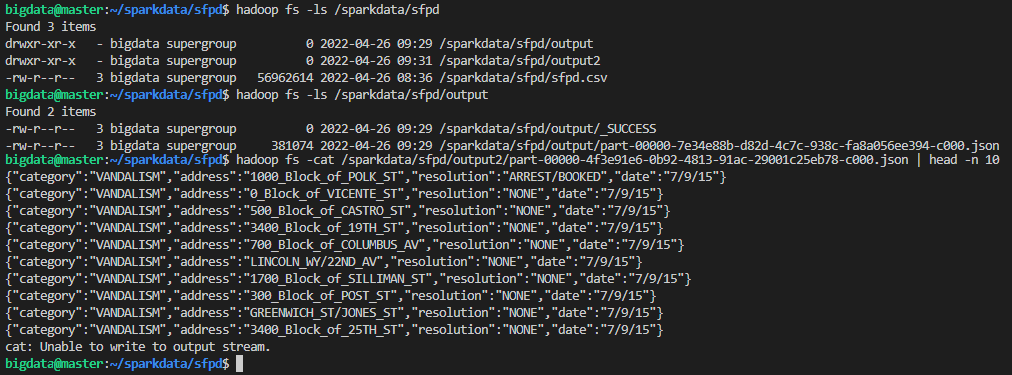 bigdata@master:~/sparkdata/sfpd$ hadoop fs -ls /sparkdata/sfpd
Found 3 items
drwxr-xr-x   - bigdata supergroup          0 2022-04-26 09:29 /sparkdata/sfpd/output
drwxr-xr-x   - bigdata supergroup          0 2022-04-26 09:31 /sparkdata/sfpd/output2
-rw-r--r--   3 bigdata supergroup   56962614 2022-04-26 08:36 /sparkdata/sfpd/sfpd.csv
bigdata@master:~/sparkdata/sfpd$ hadoop fs -ls /sparkdata/sfpd/output
Found 2 items
-rw-r--r--   3 bigdata supergroup          0 2022-04-26 09:29 /sparkdata/sfpd/output/_SUCCESS
-rw-r--r--   3 bigdata supergroup     381074 2022-04-26 09:29 /sparkdata/sfpd/output/part-00000-7e34e88b-d82d-4c7c-938c-fa8a056ee394-c000.json
bigdata@master:~/sparkdata/sfpd$ hadoop fs -cat /sparkdata/sfpd/output2/part-00000-4f3e91e6-0b92-4813-91ac-29001c25eb78-c000.json | head -n 10
{"category":"VANDALISM","address":"1000_Block_of_POLK_ST","resolution":"ARREST/BOOKED","date":"7/9/15"}
{"category":"VANDALISM","address":"0_Block_of_VICENTE_ST","resolution":"NONE","date":"7/9/15"}
{"category":"VANDALISM","address":"500_Block_of_CASTRO_ST","resolution":"NONE","date":"7/9/15"}
{"category":"VANDALISM","address":"3400_Block_of_19TH_ST","resolution":"NONE","date":"7/9/15"}
{"category":"VANDALISM","address":"700_Block_of_COLUMBUS_AV","resolution":"NONE","date":"7/9/15"}
{"category":"VANDALISM","address":"LINCOLN_WY/22ND_AV","resolution":"NONE","date":"7/9/15"}
{"category":"VANDALISM","address":"1700_Block_of_SILLIMAN_ST","resolution":"NONE","date":"7/9/15"}
{"category":"VANDALISM","address":"300_Block_of_POST_ST","resolution":"NONE","date":"7/9/15"}
{"category":"VANDALISM","address":"GREENWICH_ST/JONES_ST","resolution":"NONE","date":"7/9/15"}
{"category":"VANDALISM","address":"3400_Block_of_25TH_ST","resolution":"NONE","date":"7/9/15"}
cat: Unable to write to output stream.
bigdata@master:~/sparkdata/sfpd$